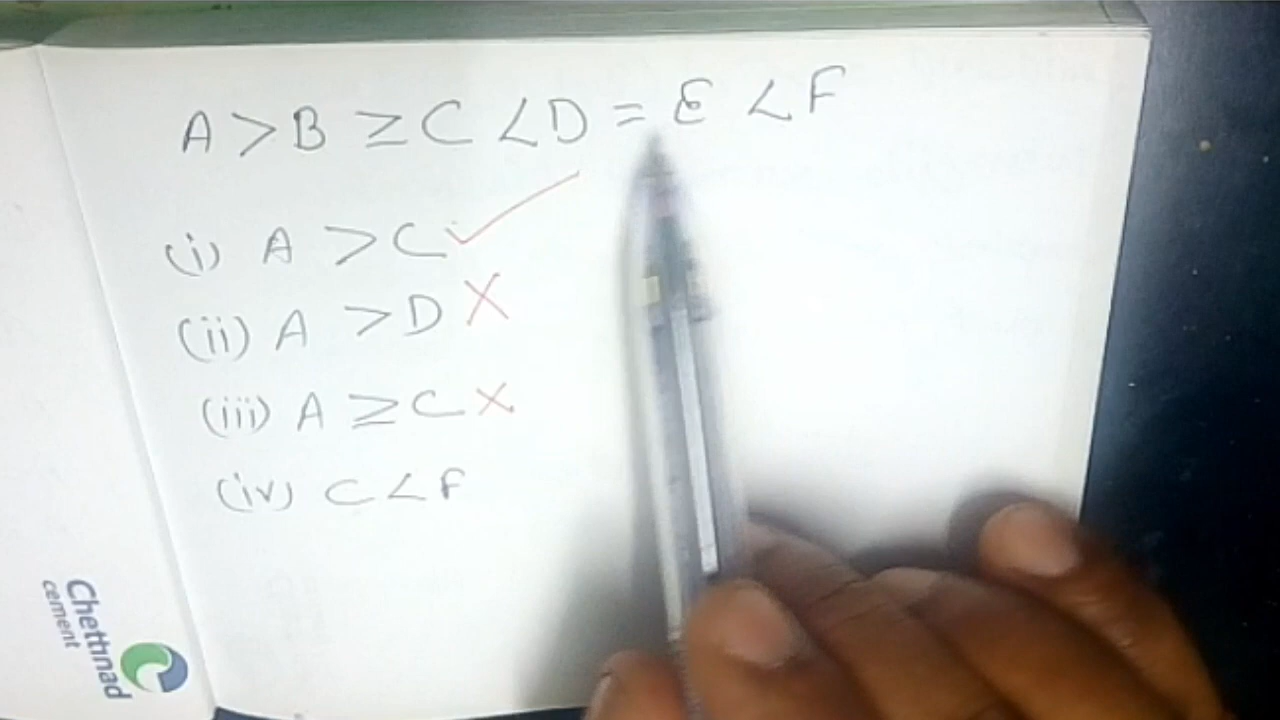 A > B ≥ C < D = E < F
(i) A > C ✓
(ii) A > D ✗
(iii) A ≥ C ✗
(iv) C < F
Chettinad
cement